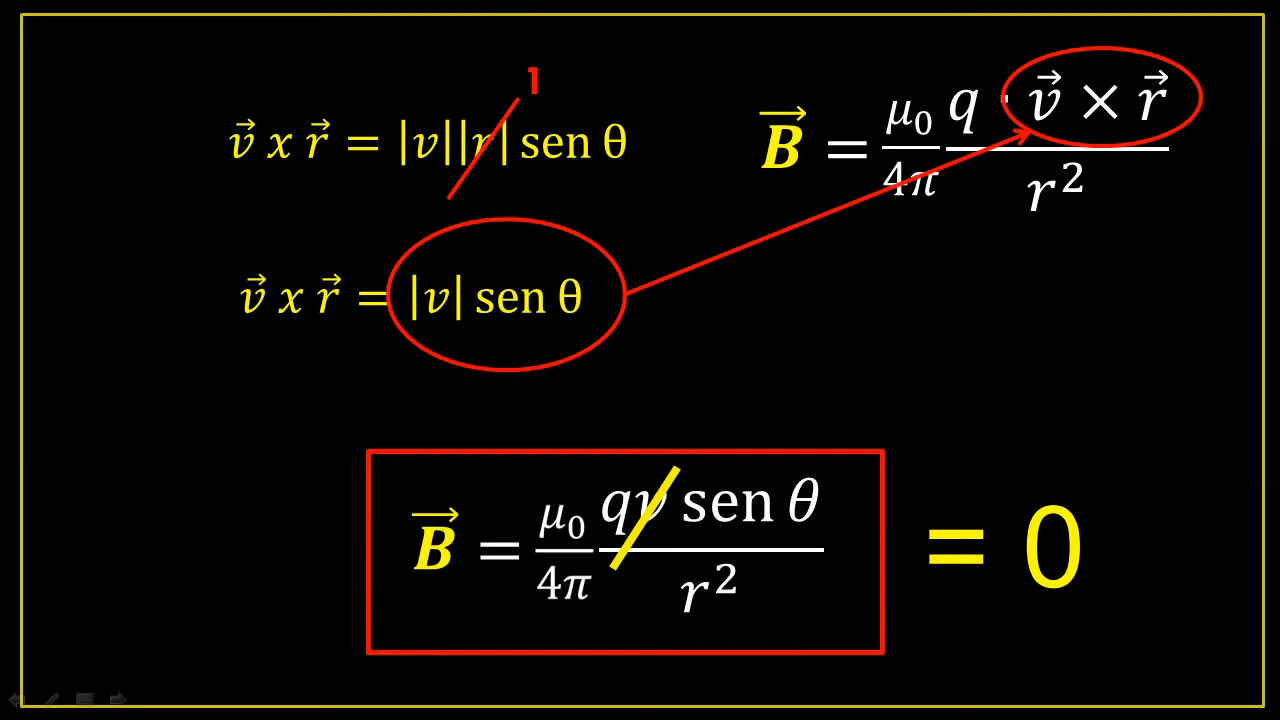 1
v⃗ x r⃗ = |v||r| sen θ
B⃗ = μ₀/4π q · v⃗ × r⃗ / r²
v⃗ x r⃗ = |v| sen θ
B⃗ = μ₀/4π qv sen θ / r² = 0